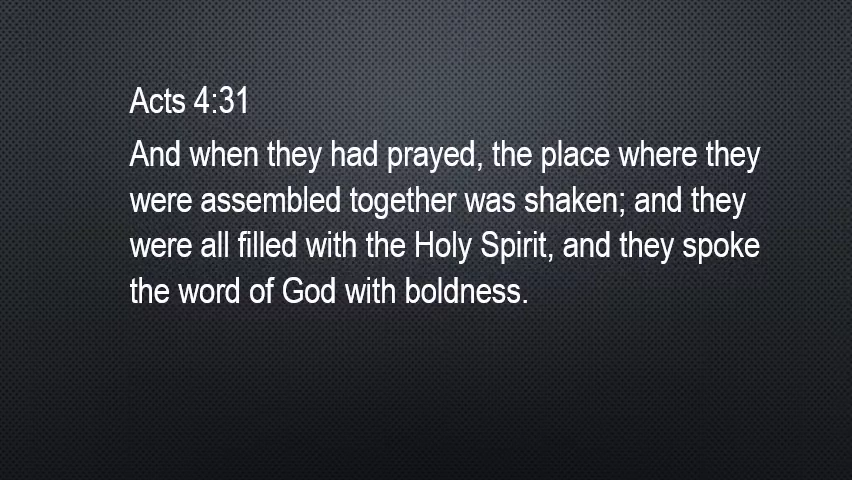 Acts 4:31
And when they had prayed, the place where they
were assembled together was shaken; and they
were all filled with the Holy Spirit, and they spoke
the word of God with boldness.